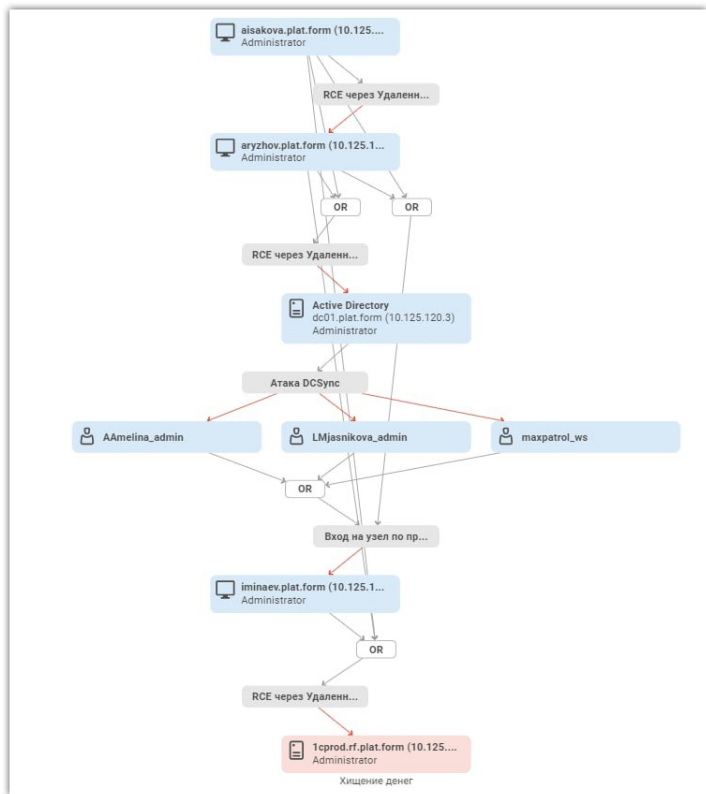 aisakova.plat.form (10.125....
Administrator
RCE через Удаленн...
aryzhov.plat.form (10.125.1...
Administrator
OR
OR
RCE через Удаленн...
Active Directory
dc01.plat.form (10.125.120.3)
Administrator
Атака DCSync
AAmelina_admin
LMjasnikova_admin
maxpatrol_ws
OR
Вход на узел по пр...
iminaev.plat.form (10.125.1...
Administrator
OR
RCE через Удаленн...
1cprod.rf.plat.form (10.125....
Administrator
Хищение денег